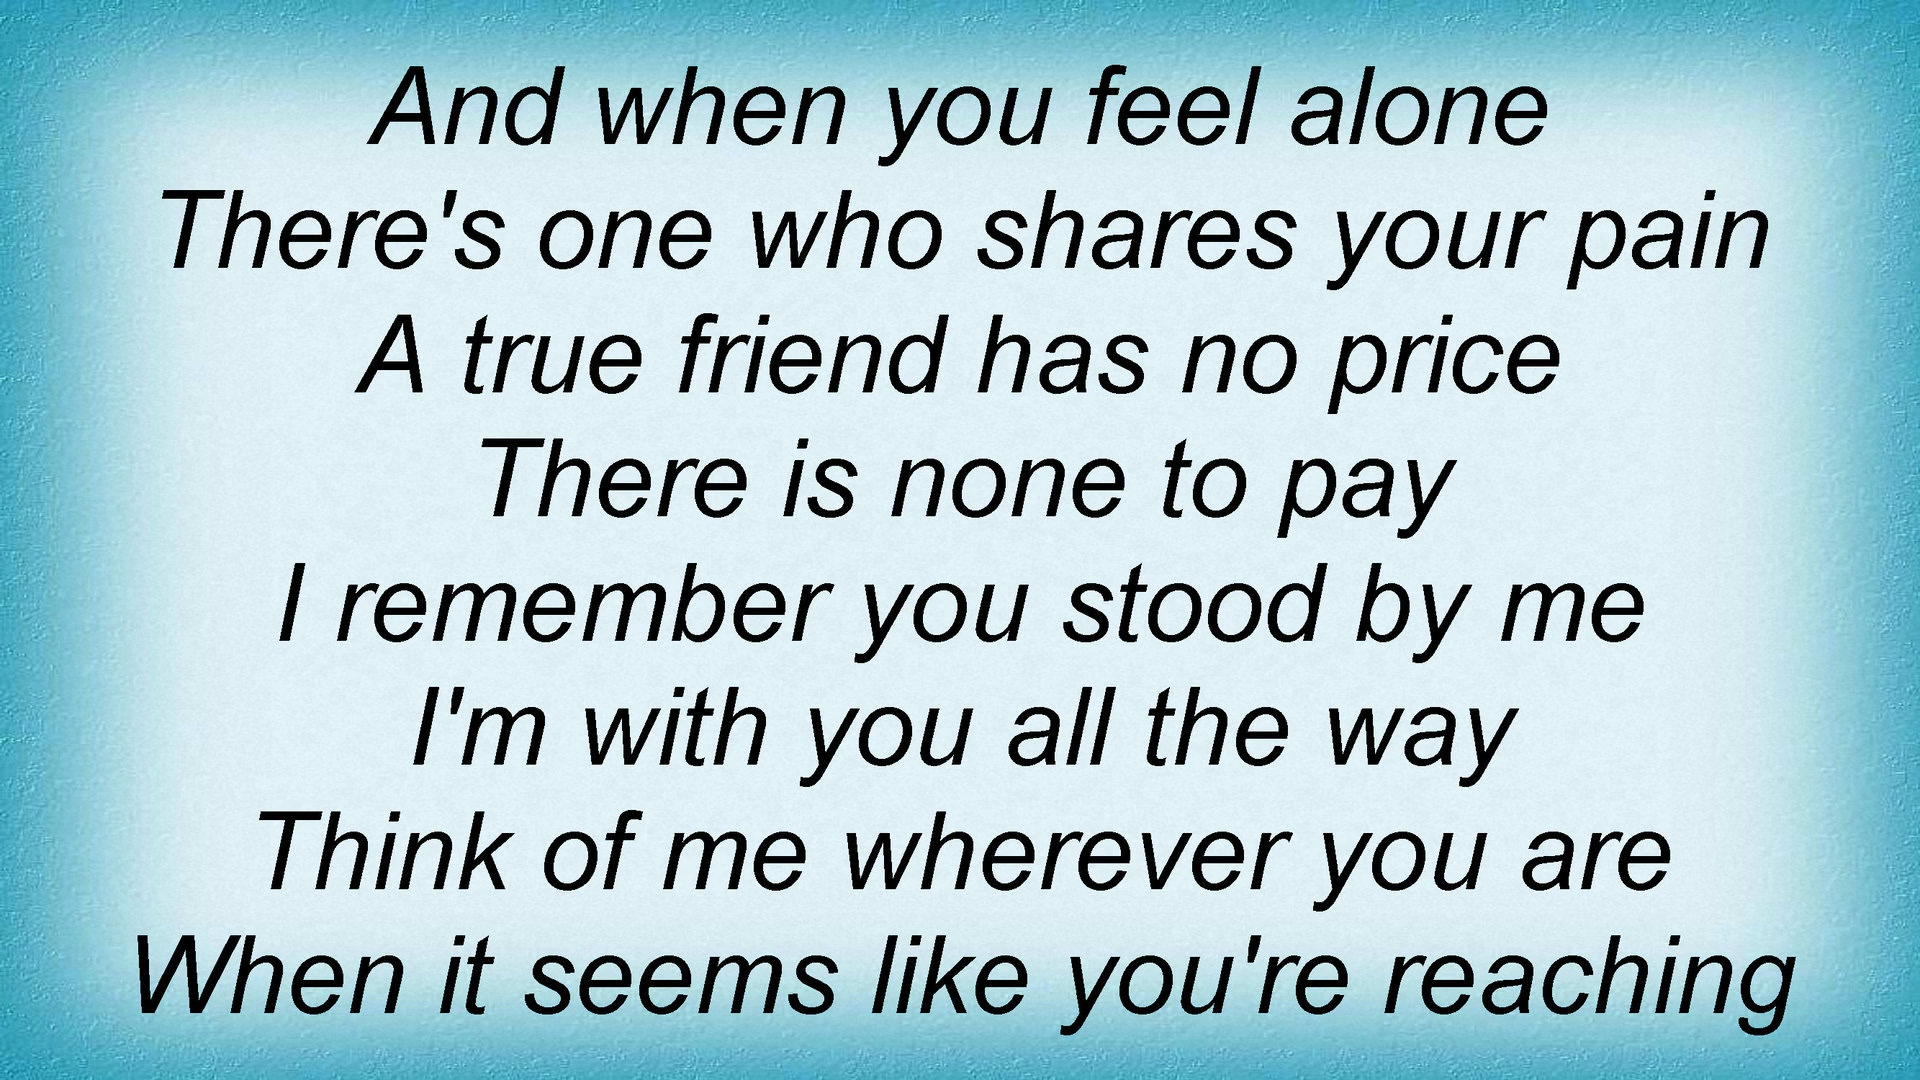 And when you feel alone
There's one who shares your pain
A true friend has no price
There is none to pay
I remember you stood by me
I'm with you all the way
Think of me wherever you are
When it seems like you're reaching